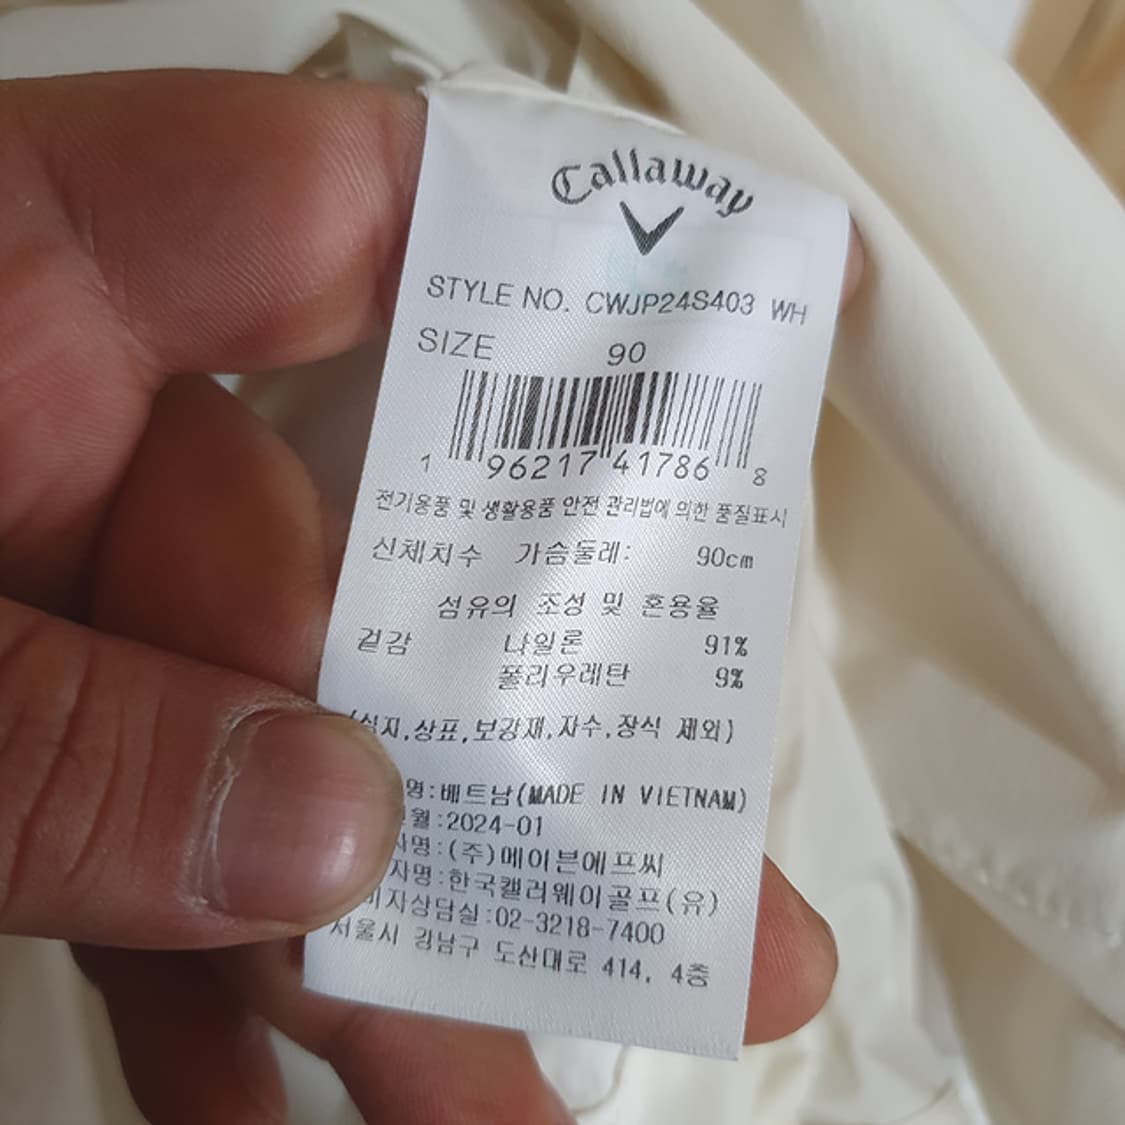 Callaway
STYLE NO. CWJP24S403 WH
SIZE 90
1 96217 41786 8
전기용품 및 생활용품 안전 관리법에 의한 품질표시
신체치수 가슴둘레: 90cm
섬유의 조성 및 혼용율
겉감 나일론 91%
폴리우레탄 9%
(심지,상표,보강재,자수,장식 제외)
명:베트남(MADE IN VIETNAM)
월:2024-01
자명:(주)메이븐에프씨
자명:한국캘러웨이골프(유)
비자상담실:02-3218-7400
서울시 강남구 도산대로 414, 4층